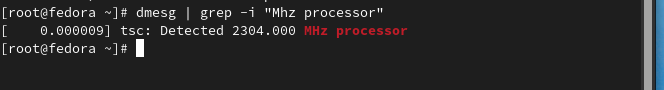 [root@fedora ~]# dmesg | grep -i "Mhz processor"
[    0.000009] tsc: Detected 2304.000 MHz processor
[root@fedora ~]#